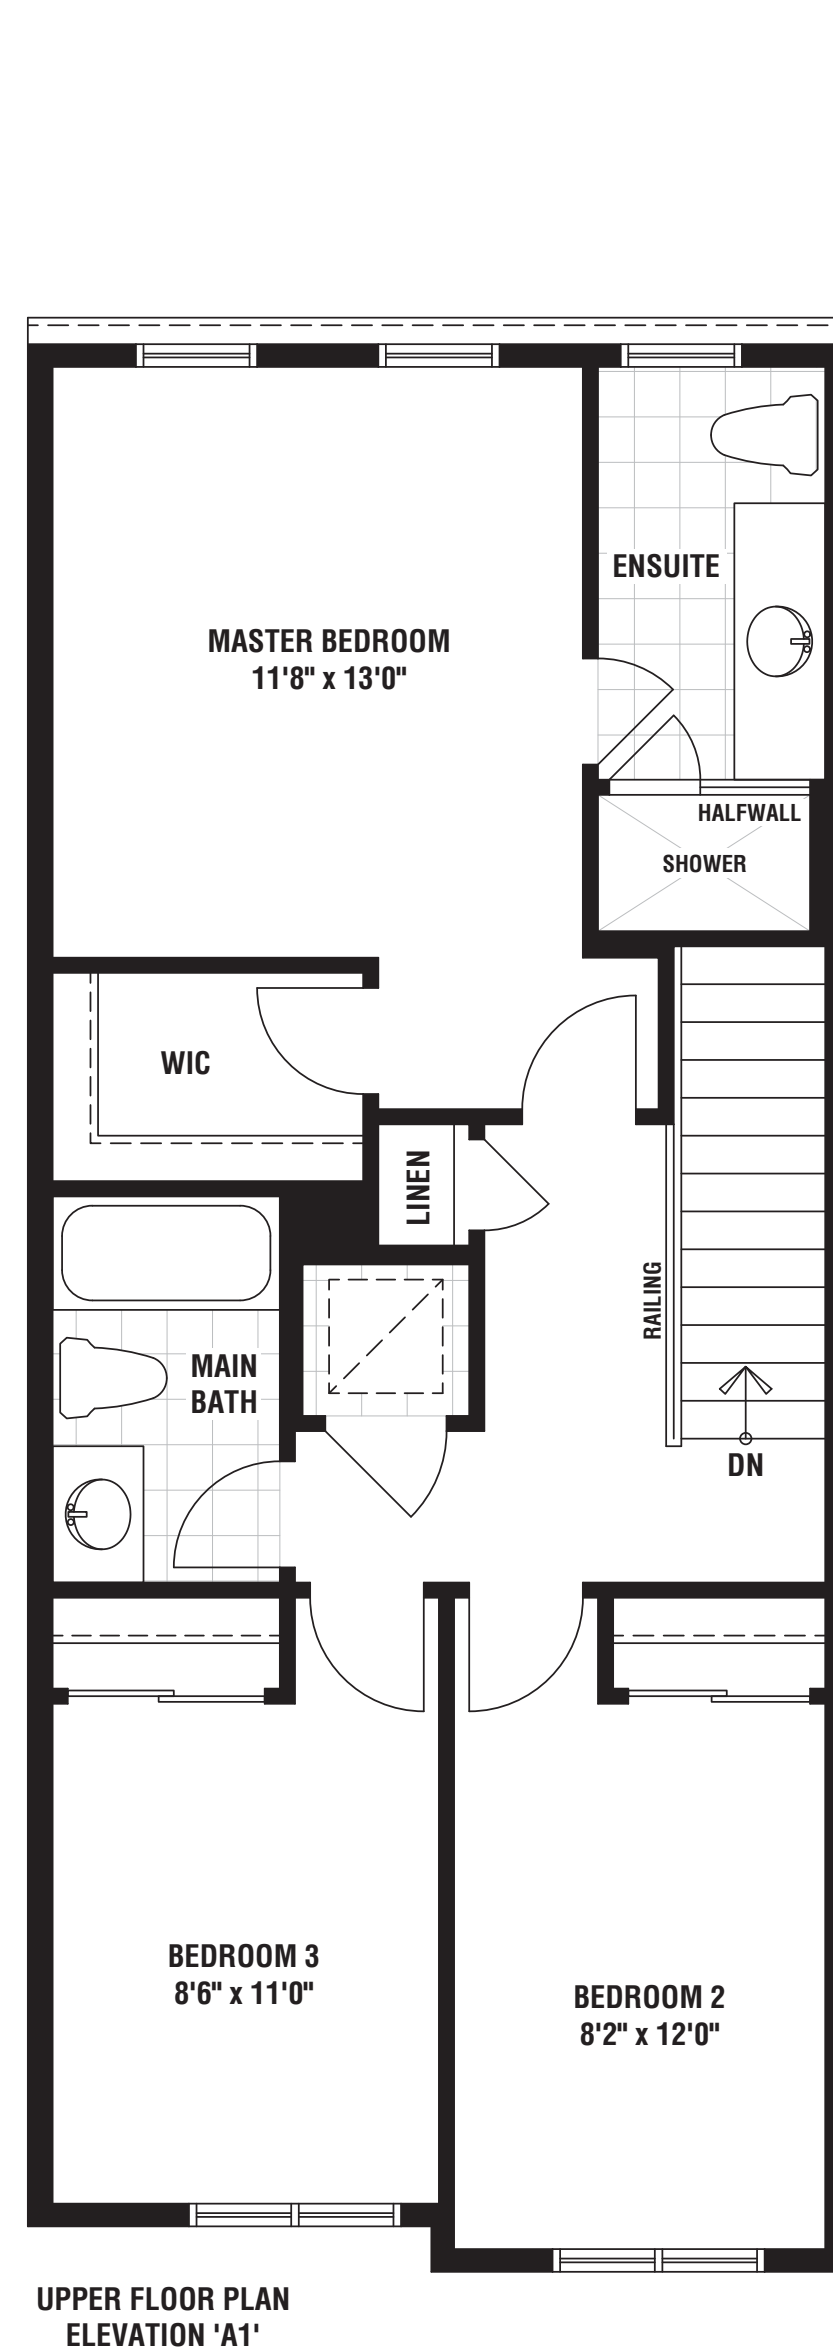 ENSUITE
MASTER BEDROOM
11'8" x 13'0"
HALFWALL
SHOWER
WIC
LINEN
RAILING
MAIN
BATH
DN
BEDROOM 3
8'6" x 11'0"
BEDROOM 2
8'2" x 12'0"
UPPER FLOOR PLAN
ELEVATION 'A1'